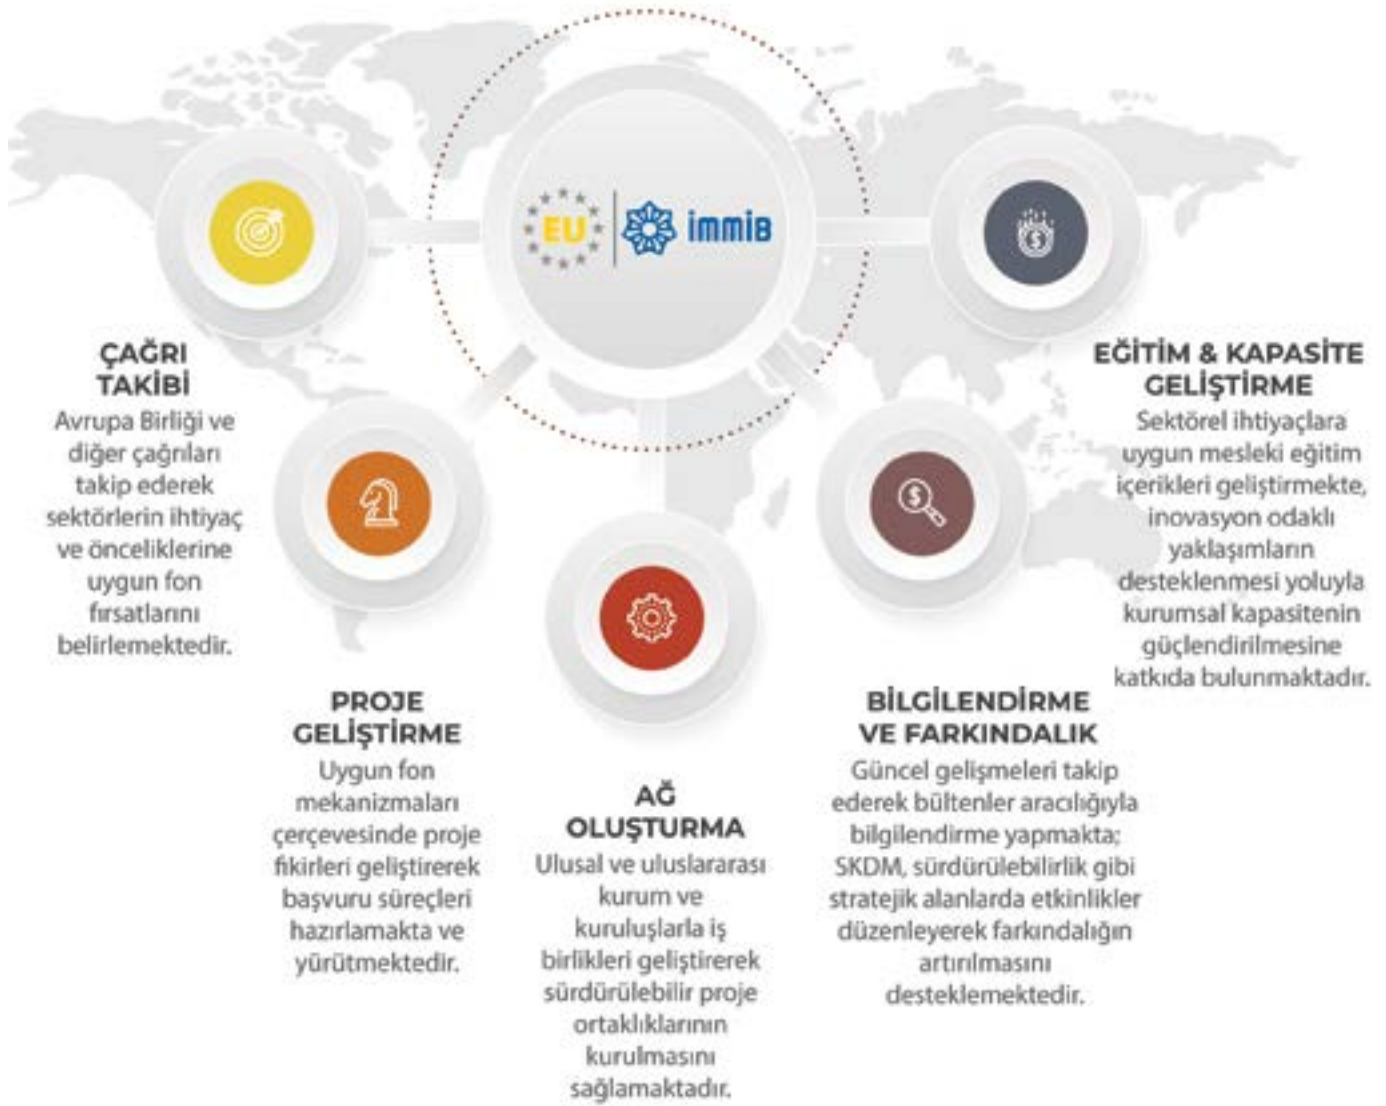 EU
immiB
ÇAĞRI
TAKİBİ
Avrupa Birliği ve
diğer çağrıları
takip ederek
sektörlerin ihtiyaç
ve önceliklerine
uygun fon
fırsatlarını
belirlemektedir.
PROJE
GELİŞTİRME
Uygun fon
mekanizmaları
çerçevesinde proje
fikirleri geliştirerek
başvuru süreçleri
hazırlamakta ve
yürütmektedir.
AĞ
OLUŞTURMA
Ulusal ve uluslararası
kurum ve
kuruluşlarla iş
birlikleri geliştirerek
sürdürülebilir proje
ortaklıklarının
kurulmasını
sağlamaktadır.
BİLGİLENDİRME
VE FARKINDALIK
Güncel gelişmeleri takip
ederek bültenler aracılığıyla
bilgilendirme yapmakta;
SKDM, sürdürülebilirlik gibi
stratejik alanlarda etkinlikler
düzenleyerek farkındalığın
artırılmasını
desteklemektedir.
EĞİTİM & KAPASİTE
GELİŞTİRME
Sektörel ihtiyaçlara
uygun mesleki eğitim
içerikleri geliştirmekte,
inovasyon odaklı
yaklaşımların
desteklenmesi yoluyla
kurumsal kapasitenin
güçlendirilmesine
katkıda bulunmaktadır.